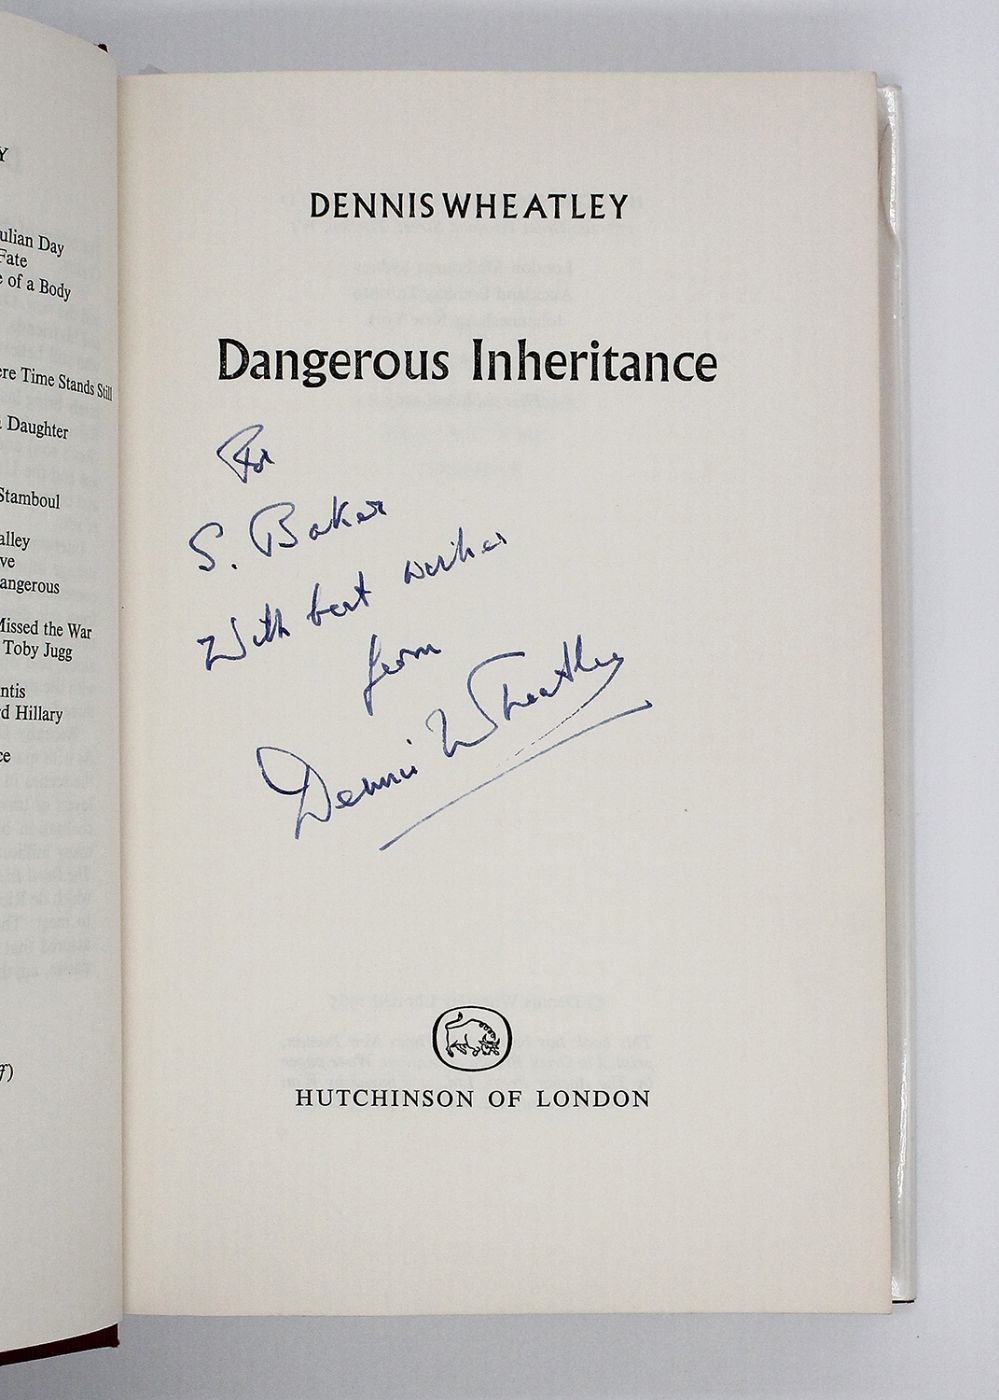 Y
ulian Day
Fate
e of a Body
ere Time Stands Still
Daughter
Stamboul
alley
ve
angerous
Missed the War
Toby Jugg
ntis
d Hillary
ce
f)
DENNIS WHEATLEY
Dangerous Inheritance
For
S. Baker
With best wishes
from
Dennis Wheatley
HUTCHINSON OF LONDON